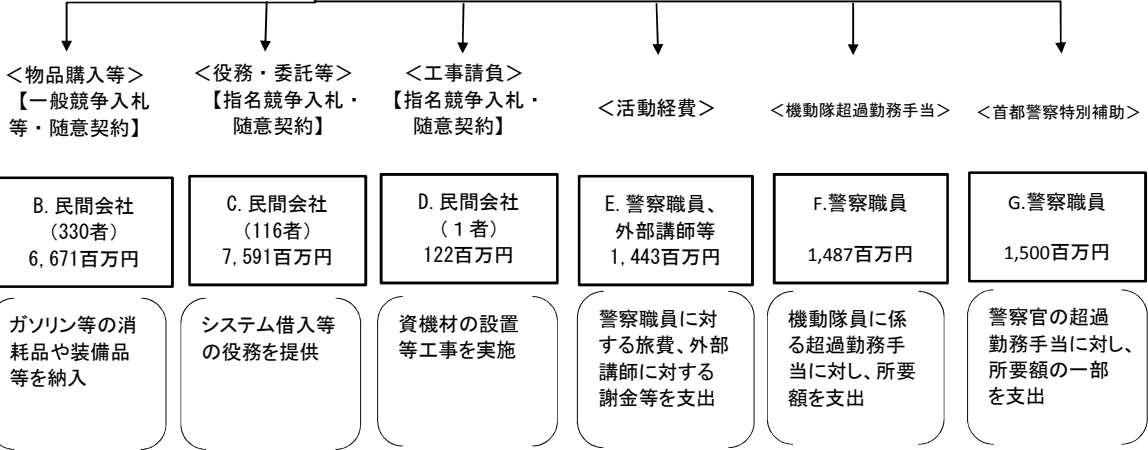 ＜物品購入等＞
【一般競争入札
等・随意契約】
＜役務・委託等＞
【指名競争入札・
随意契約】
＜工事請負＞
【指名競争入札・
随意契約】
＜活動経費＞
＜機動隊超過勤務手当＞
＜首都警察特別補助＞
B. 民間会社
（330者）
6,671百万円
C. 民間会社
（116者）
7,591百万円
D. 民間会社
（１者）
122百万円
E. 警察職員、
外部講師等
1,443百万円
F.警察職員
1,487百万円
G.警察職員
1,500百万円
ガソリン等の消
耗品や装備品
等を納入
システム借入等
の役務を提供
資機材の設置
等工事を実施
警察職員に対
する旅費、外部
講師に対する
謝金等を支出
機動隊員に係
る超過勤務手
当に対し、所要
額を支出
警察官の超過
勤務手当に対し、
所要額の一部
を支出